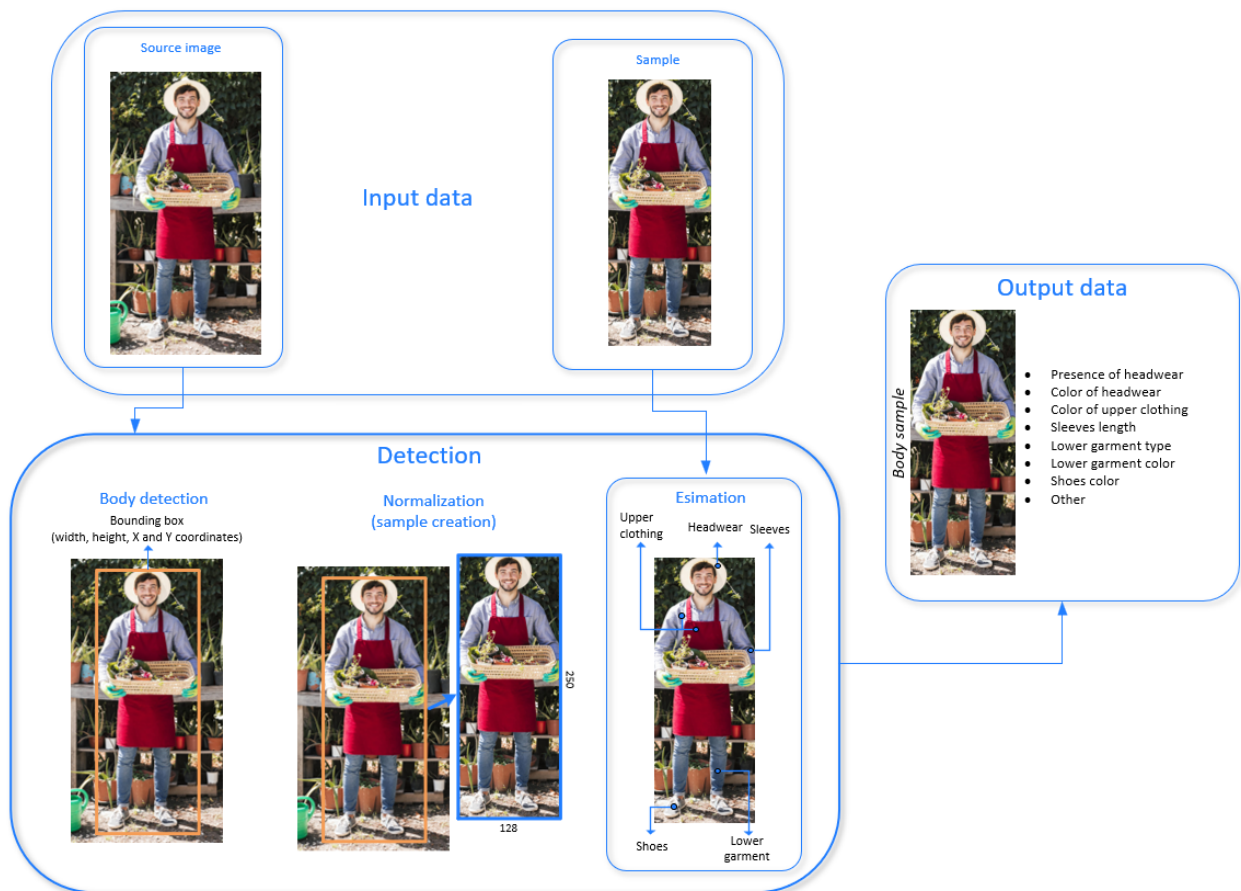 Source image
Sample
Input data
Output data
Body sample
Presence of headwear
Color of headwear
Color of upper clothing
Sleeves length
Lower garment type
Lower garment color
Shoes color
Other
Detection
Body detection
Bounding box
(width, height, X and Y coordinates)
Normalization
(sample creation)
250
128
Esimation
Upper
clothing
Headwear
Sleeves
Shoes
Lower
garment